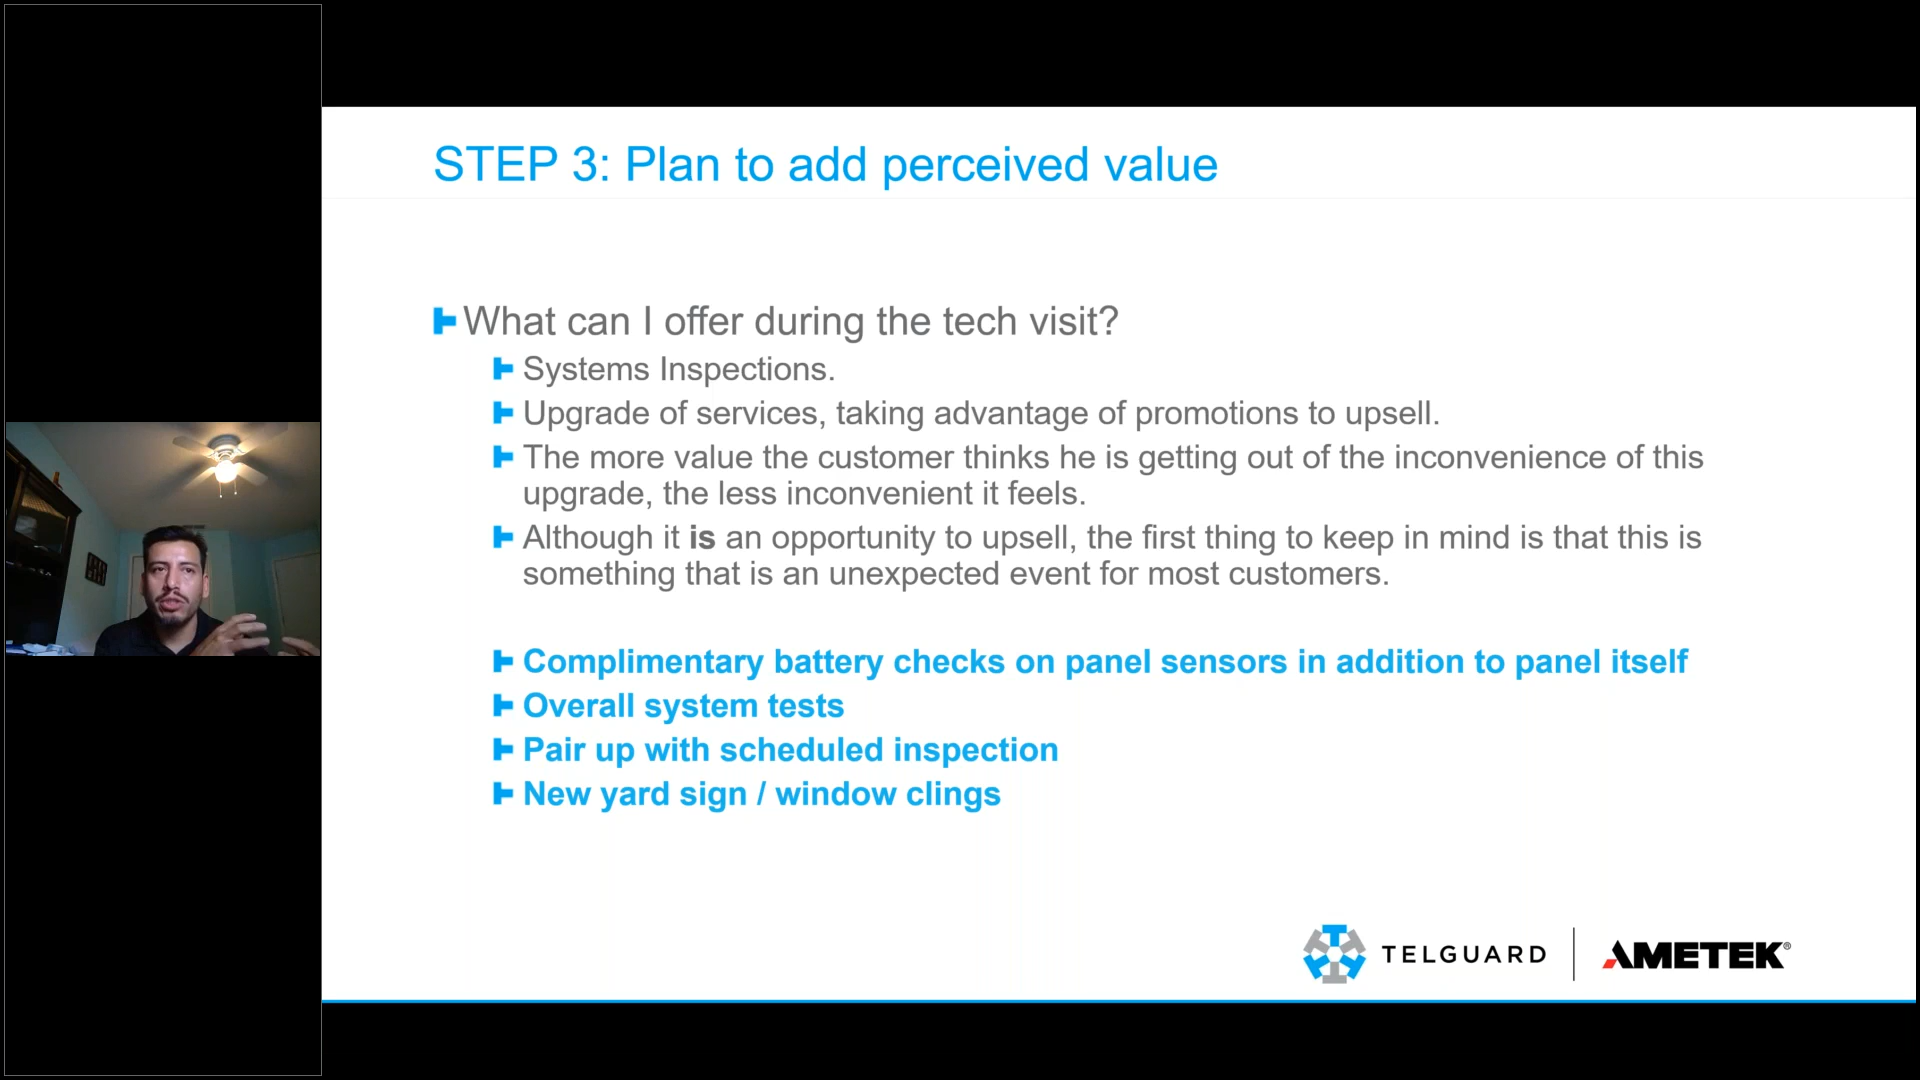 STEP 3: Plan to add perceived value
What can I offer during the tech visit?
Systems Inspections.
Upgrade of services, taking advantage of promotions to upsell.
The more value the customer thinks he is getting out of the inconvenience of this
upgrade, the less inconvenient it feels.
Although it is an opportunity to upsell, the first thing to keep in mind is that this is
something that is an unexpected event for most customers.
Complimentary battery checks on panel sensors in addition to panel itself
Overall system tests
Pair up with scheduled inspection
New yard sign / window clings
TELGUARD
AMETEK®